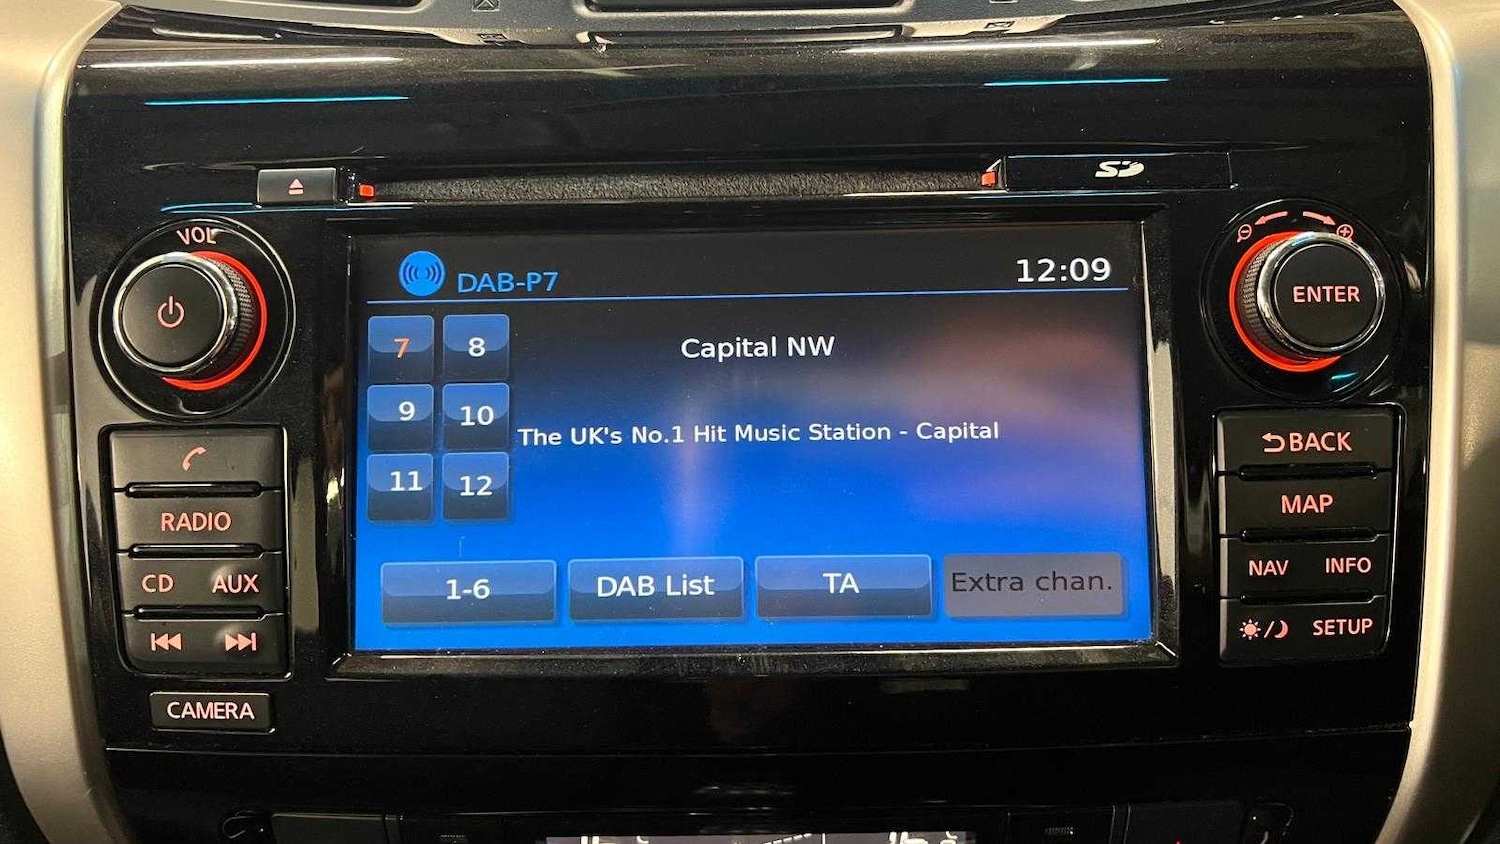 SD
VOL
ENTER
DAB-P7
12:09
7 8
Capital NW
9 10
The UK's No.1 Hit Music Station - Capital
11 12
1-6 DAB List TA Extra chan.
RADIO
CD AUX
CAMERA
BACK
MAP
NAV INFO
SETUP